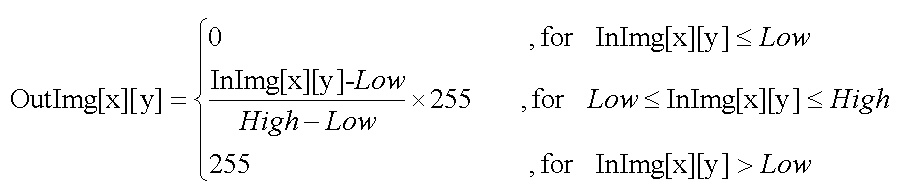 0 , for InImg[x][y] ≤ Low
OutImg[x][y] = { InImg[x][y]-Low / High − Low × 255 , for Low ≤ InImg[x][y] ≤ High
255 , for InImg[x][y] > Low